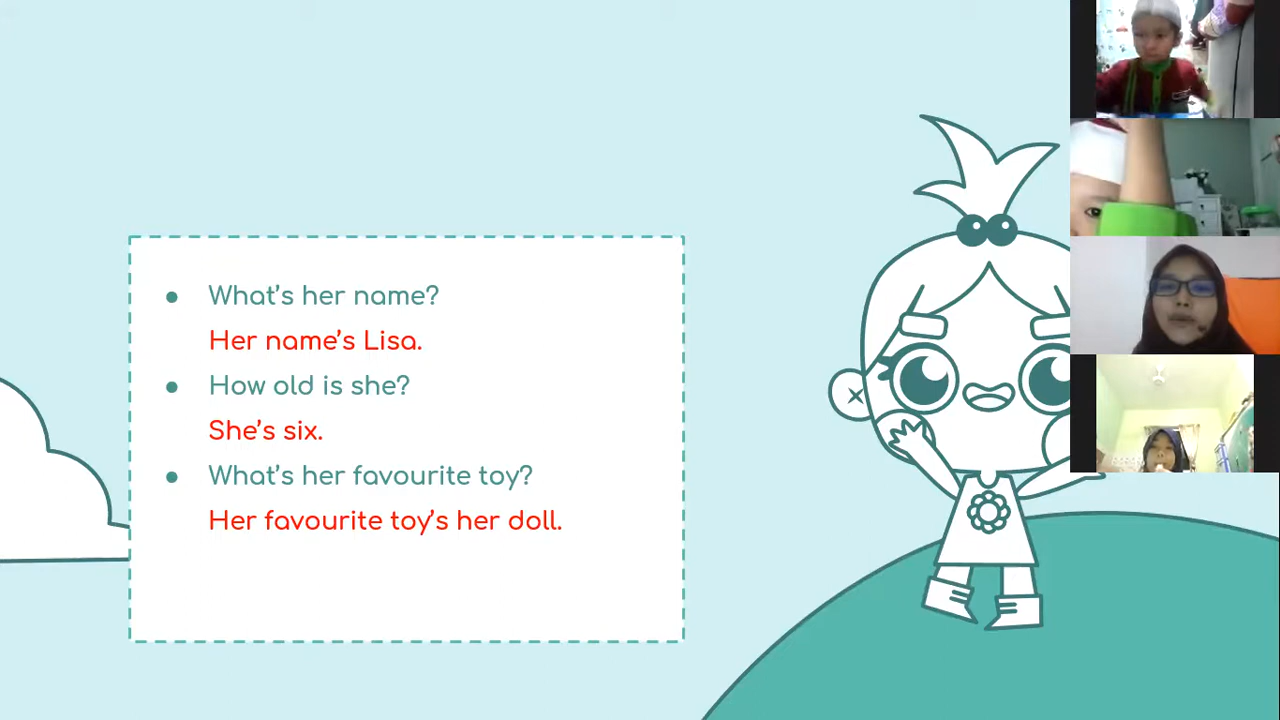 What's her name?
Her name's Lisa.
How old is she?
She's six.
What's her favourite toy?
Her favourite toy's her doll.